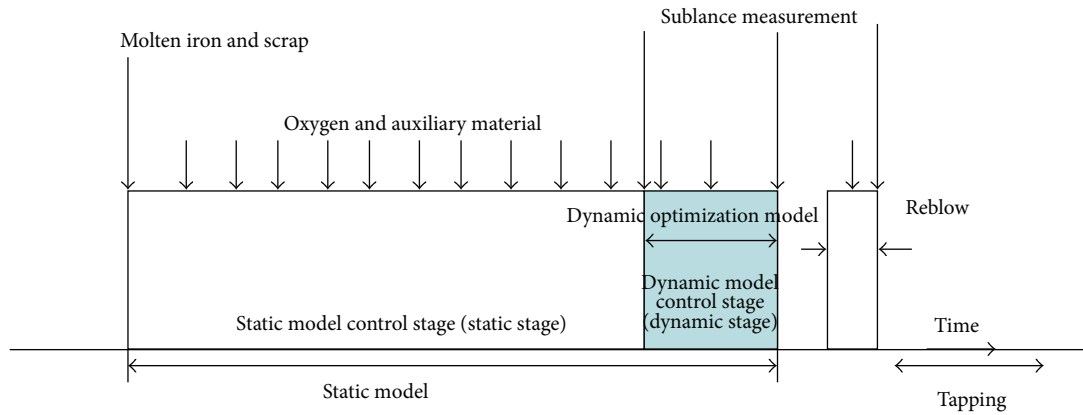 Sublance measurement
Molten iron and scrap
Oxygen and auxiliary material
Dynamic optimization model
Reblow
Dynamic model
control stage
(dynamic stage)
Static model control stage (static stage)
Time
Static model
Tapping